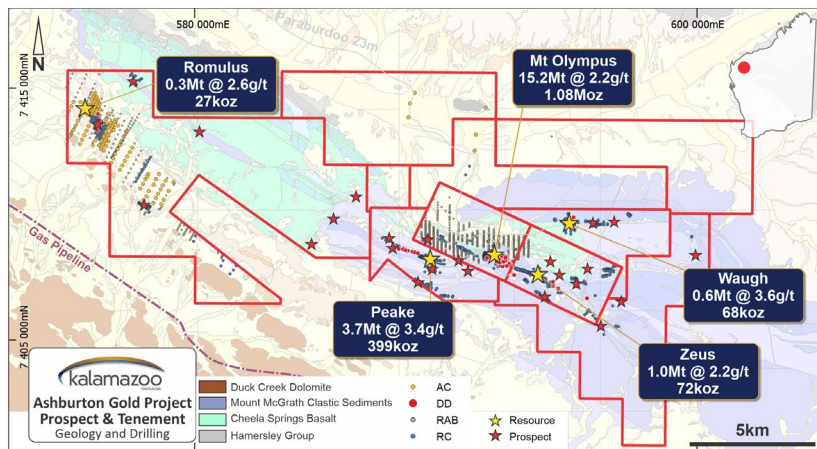 580 000mE
600 000mE
N
Paraburdoo 23m
Romulus
0.3Mt @ 2.6g/t
27koz
Mt Olympus
15.2Mt @ 2.2g/t
1.08Moz
7 415 000mN
Gas Pipeline
Peake
3.7Mt @ 3.4g/t
399koz
Waugh
0.6Mt @ 3.6g/t
68koz
Zeus
1.0Mt @ 2.2g/t
72koz
7 405 000mN
kalamazoo
resources
Ashburton Gold Project
Prospect & Tenement
Geology and Drilling
Duck Creek Dolomite
Mount McGrath Clastic Sediments
Cheela Springs Basalt
Hamersley Group
AC
DD
RAB
RC
Resource
Prospect
5km